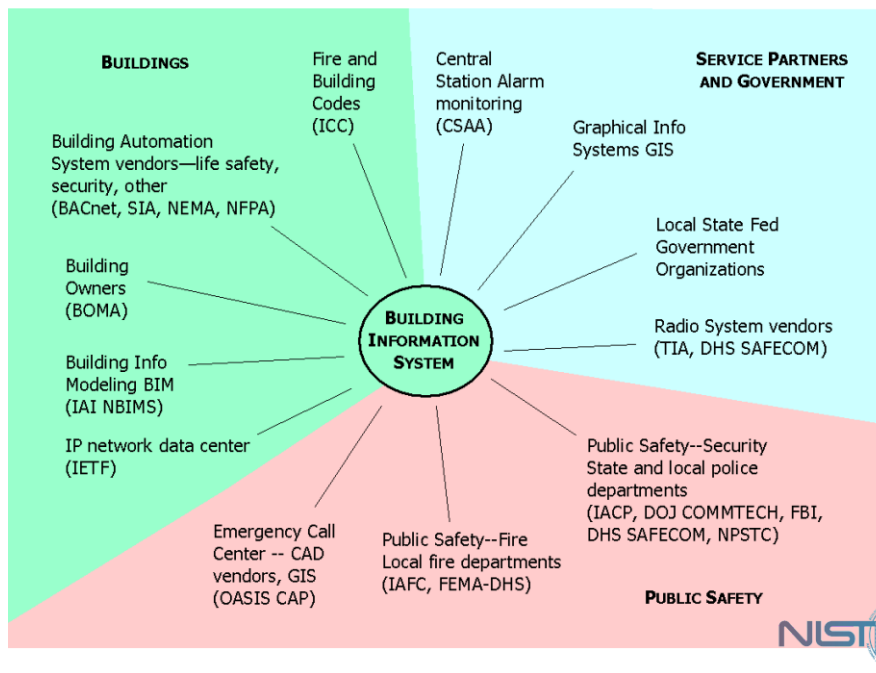 BUILDINGS
Fire and
Building
Codes
(ICC)
Central
Station Alarm
monitoring
(CSAA)
SERVICE PARTNERS
AND GOVERNMENT
Graphical Info
Systems GIS
Building Automation
System vendors—life safety,
security, other
(BACnet, SIA, NEMA, NFPA)
Local State Fed
Government
Organizations
Building
Owners
(BOMA)
BUILDING
INFORMATION
SYSTEM
Radio System vendors
(TIA, DHS SAFECOM)
Building Info
Modeling BIM
(IAI NBIMS)
IP network data center
(IETF)
Public Safety--Security
State and local police
departments
(IACP, DOJ COMMTECH, FBI,
DHS SAFECOM, NPSTC)
Emergency Call
Center -- CAD
vendors, GIS
(OASIS CAP)
Public Safety--Fire
Local fire departments
(IAFC, FEMA-DHS)
PUBLIC SAFETY
NIST